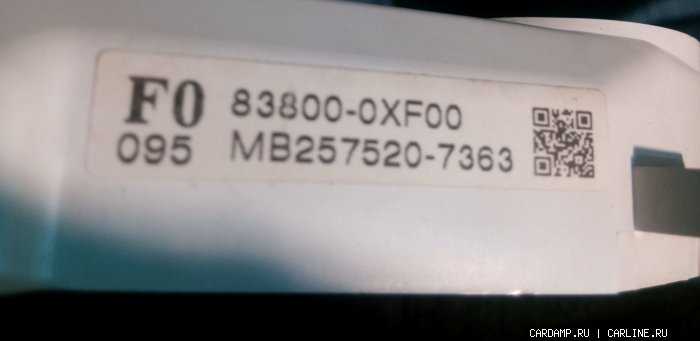 F0 83800-0XF00
095 MB257520-7363
CARDAMP.RU | CARLINE.RU